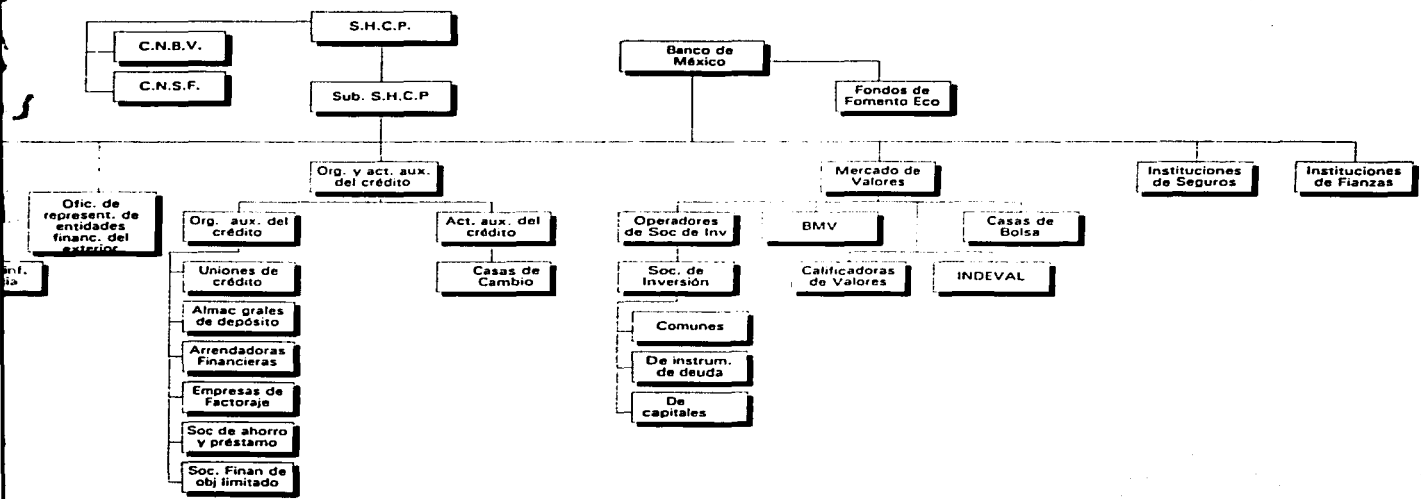 S.H.C.P.
C.N.B.V.
C.N.S.F.
Sub. S.H.C.P
Banco de
México
Fondos de
Fomento Eco
Org. y act. aux.
del crédito
Mercado de
Valores
Instituciones
de Seguros
Instituciones
de Fianzas
Ofic. de
represent. de
entidades
financ. del
exterior
Org. aux. del
crédito
Act. aux. del
crédito
Operadores
de Soc de Inv
BMV
Casas de
Bolsa
inf.
Uniones de
crédito
Casas de
Cambio
Soc. de
Inversión
Calificadoras
de Valores
INDEVAL
Almac grales
de depósito
Arrendadoras
Financieras
Empresas de
Factoraje
Soc de ahorro
y préstamo
Soc. Finan de
obj limitado
Comunes
De instrum.
de deuda
De
capitales